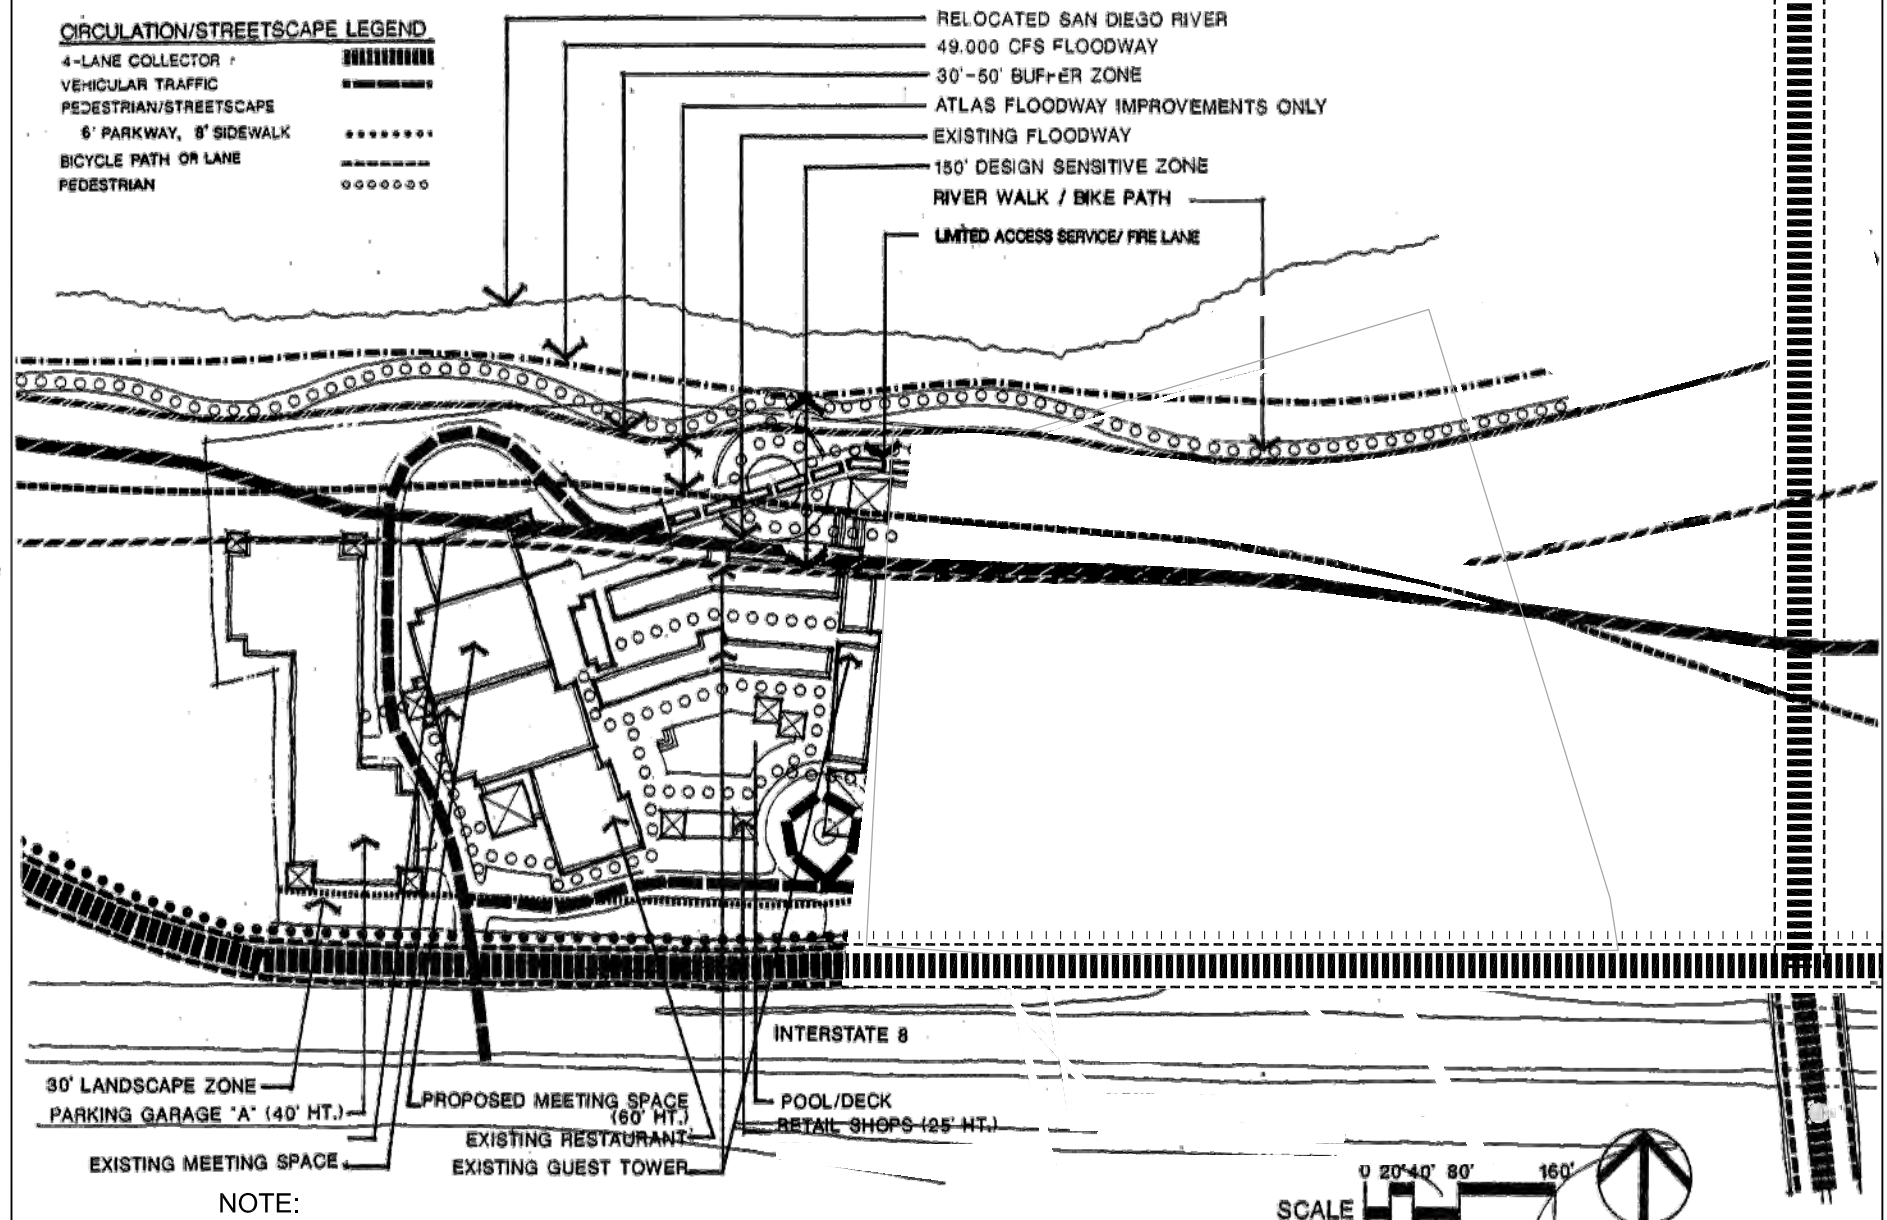 CIRCULATION/STREETSCAPE LEGEND
4-LANE COLLECTOR
VEHICULAR TRAFFIC
PEDESTRIAN/STREETSCAPE
6' PARKWAY, 8' SIDEWALK
BICYCLE PATH OR LANE
PEDESTRIAN
RELOCATED SAN DIEGO RIVER
49.000 CFS FLOODWAY
30'-50' BUFFER ZONE
ATLAS FLOODWAY IMPROVEMENTS ONLY
EXISTING FLOODWAY
150' DESIGN SENSITIVE ZONE
RIVER WALK / BIKE PATH
LIMITED ACCESS SERVICE/ FIRE LANE
INTERSTATE 8
30' LANDSCAPE ZONE
PARKING GARAGE "A" (40' HT.)
EXISTING MEETING SPACE
PROPOSED MEETING SPACE
(60' HT.)
EXISTING RESTAURANT
EXISTING GUEST TOWER
POOL/DECK
RETAIL SHOPS (25' HT.)
NOTE:
0 20' 40' 80' 160'
SCALE